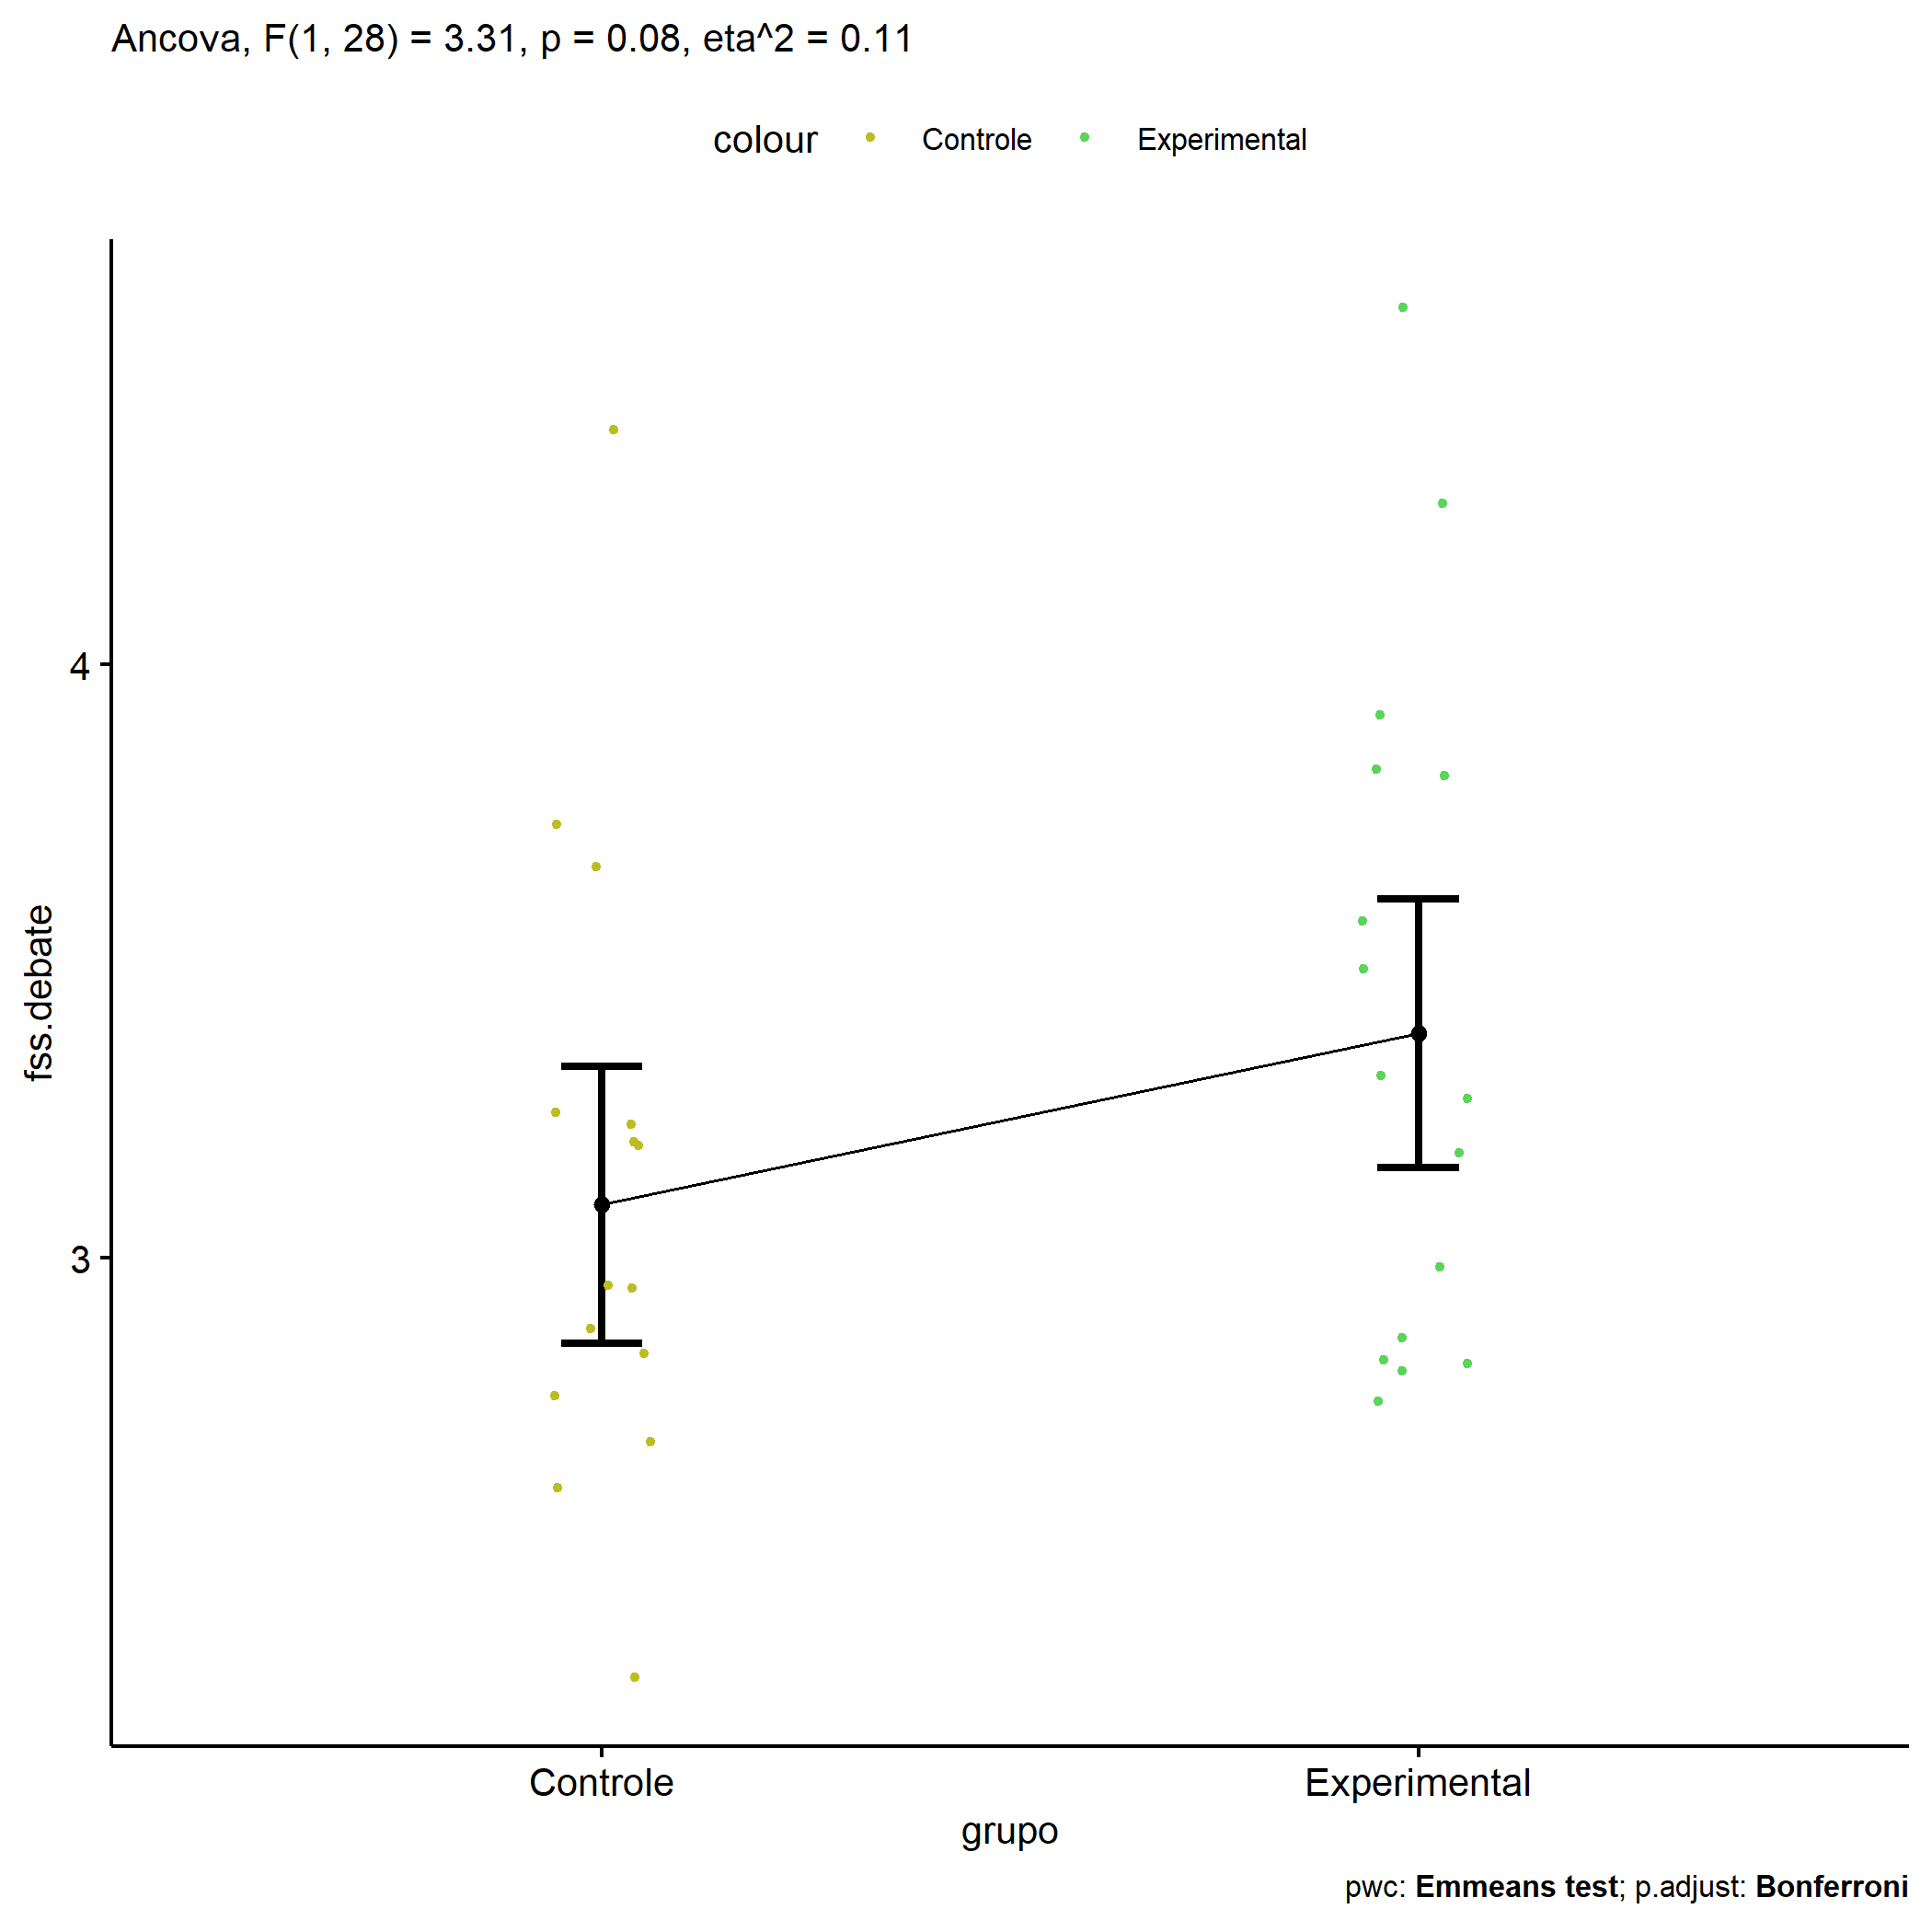 Ancova, F(1, 28) = 3.31, p = 0.08, eta^2 = 0.11
colour Controle Experimental
4
fss.debate
3
Controle Experimental
grupo
pwc: Emmeans test; p.adjust: Bonferroni